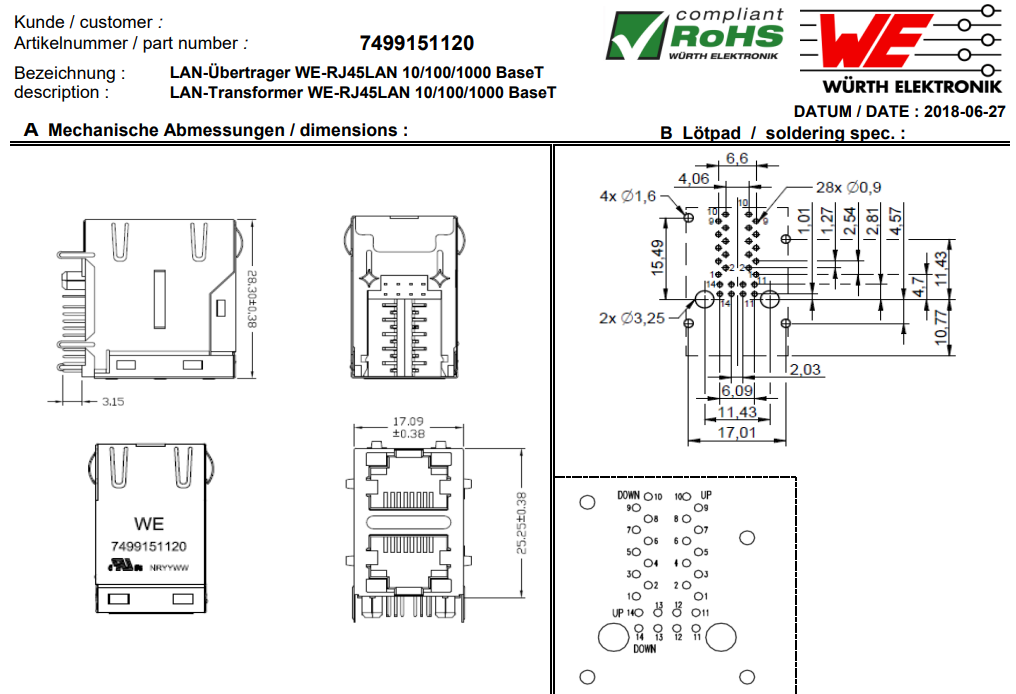 Kunde / customer :
Artikelnummer / part number :
7499151120
Bezeichnung :
LAN-Übertrager WE-RJ45LAN 10/100/1000 BaseT
description :
LAN-Transformer WE-RJ45LAN 10/100/1000 BaseT
compliant
RoHS
WÜRTH ELEKTRONIK
WE
WÜRTH ELEKTRONIK
DATUM / DATE : 2018-06-27
A Mechanische Abmessungen / dimensions :
B Lötpad / soldering spec. :
28.30±0.38
3.15
WE
7499151120
NRYYWW
17.09
±0.38
25.25±0.38
6,6
4,06
4x Ø1,6
28x Ø0,9
10 10
9 9
1,01
1,27
2,54
2,81
4,57
15,49
2 2
1 1
14 11
14 11
1,43
4,7
11,43
10,77
2x Ø3,25
2,03
6,09
11,43
17,01
DOWN 10 10 UP
9 9
8 8
7 7
6 6
5 5
4 4
3 3
2 2
1 1
UP 14 13 12 11
14 13 12 11
DOWN